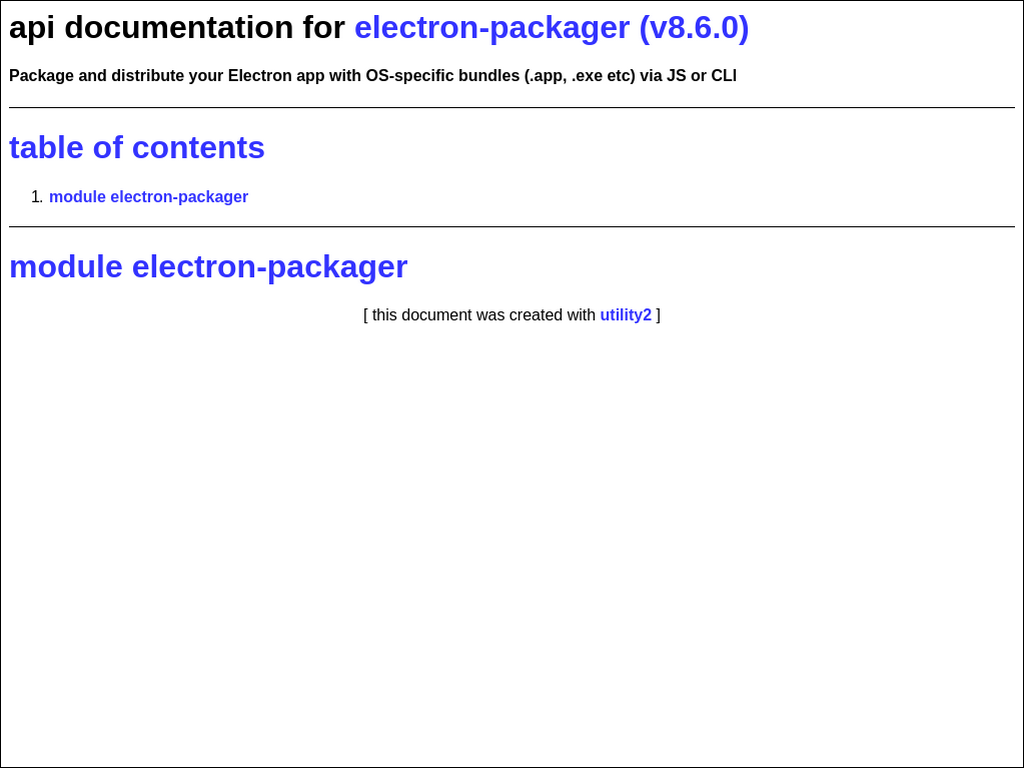 api documentation for electron-packager (v8.6.0)
Package and distribute your Electron app with OS-specific bundles (.app, .exe etc) via JS or CLI
table of contents
1. module electron-packager
module electron-packager
[ this document was created with utility2 ]